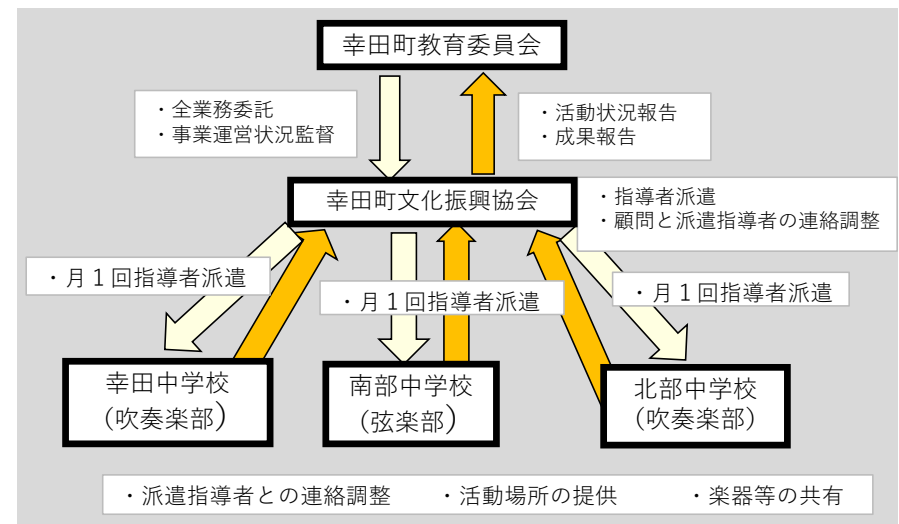 幸田町教育委員会
・全業務委託
・事業運営状況監督
・活動状況報告
・成果報告
幸田町文化振興協会
・指導者派遣
・顧問と派遣指導者の連絡調整
・月１回指導者派遣
・月１回指導者派遣
・月１回指導者派遣
幸田中学校
(吹奏楽部)
南部中学校
(弦楽部)
北部中学校
(吹奏楽部)
・派遣指導者との連絡調整　・活動場所の提供　・楽器等の共有